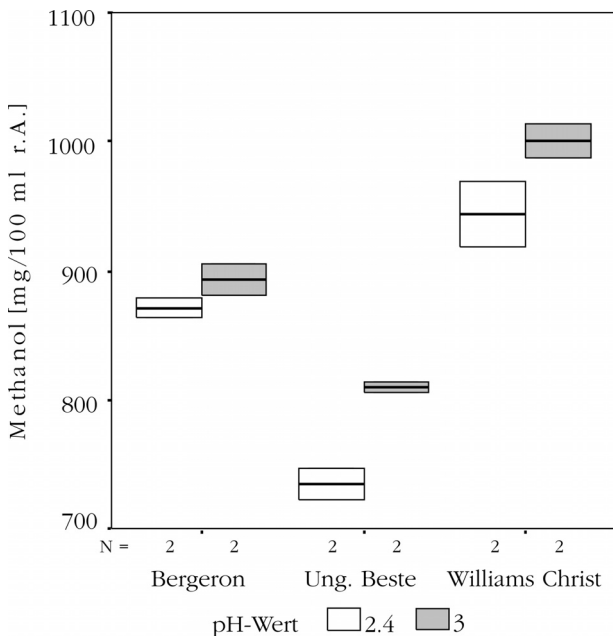 1100
1000
900
800
700
Methanol [mg/100 ml r.A.]
N = 2 2 2 2 2 2
Bergeron Ung. Beste Williams Christ
pH-Wert 2.4 3